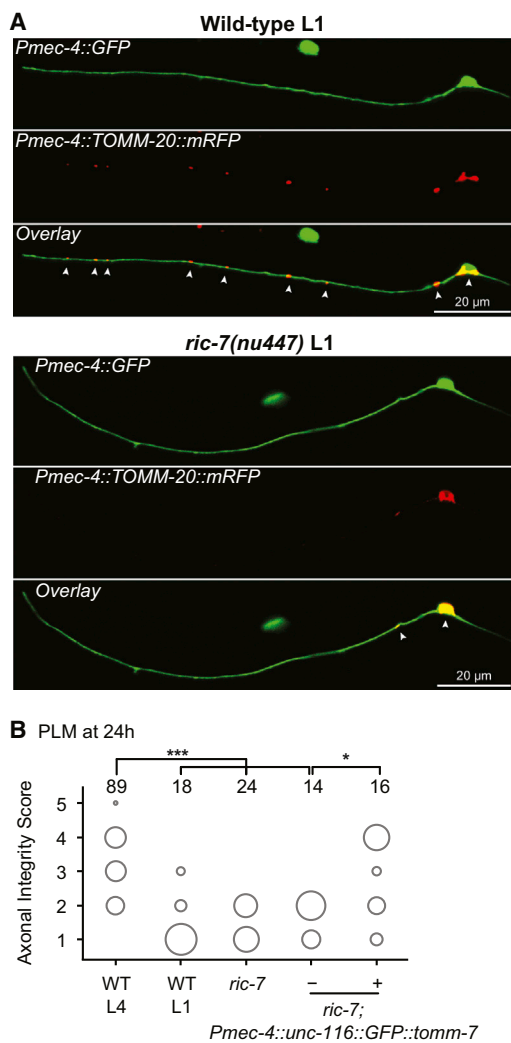 A
Wild-type L1
Pmec-4::GFP
Pmec-4::TOMM-20::mRFP
Overlay
20 µm
ric-7(nu447) L1
Pmec-4::GFP
Pmec-4::TOMM-20::mRFP
Overlay
20 µm
B PLM at 24h
*** *
89 18 24 14 16
Axonal Integrity Score
5
4
3
2
1
WT L4
WT L1
ric-7
− +
ric-7;
Pmec-4::unc-116::GFP::tomm-7